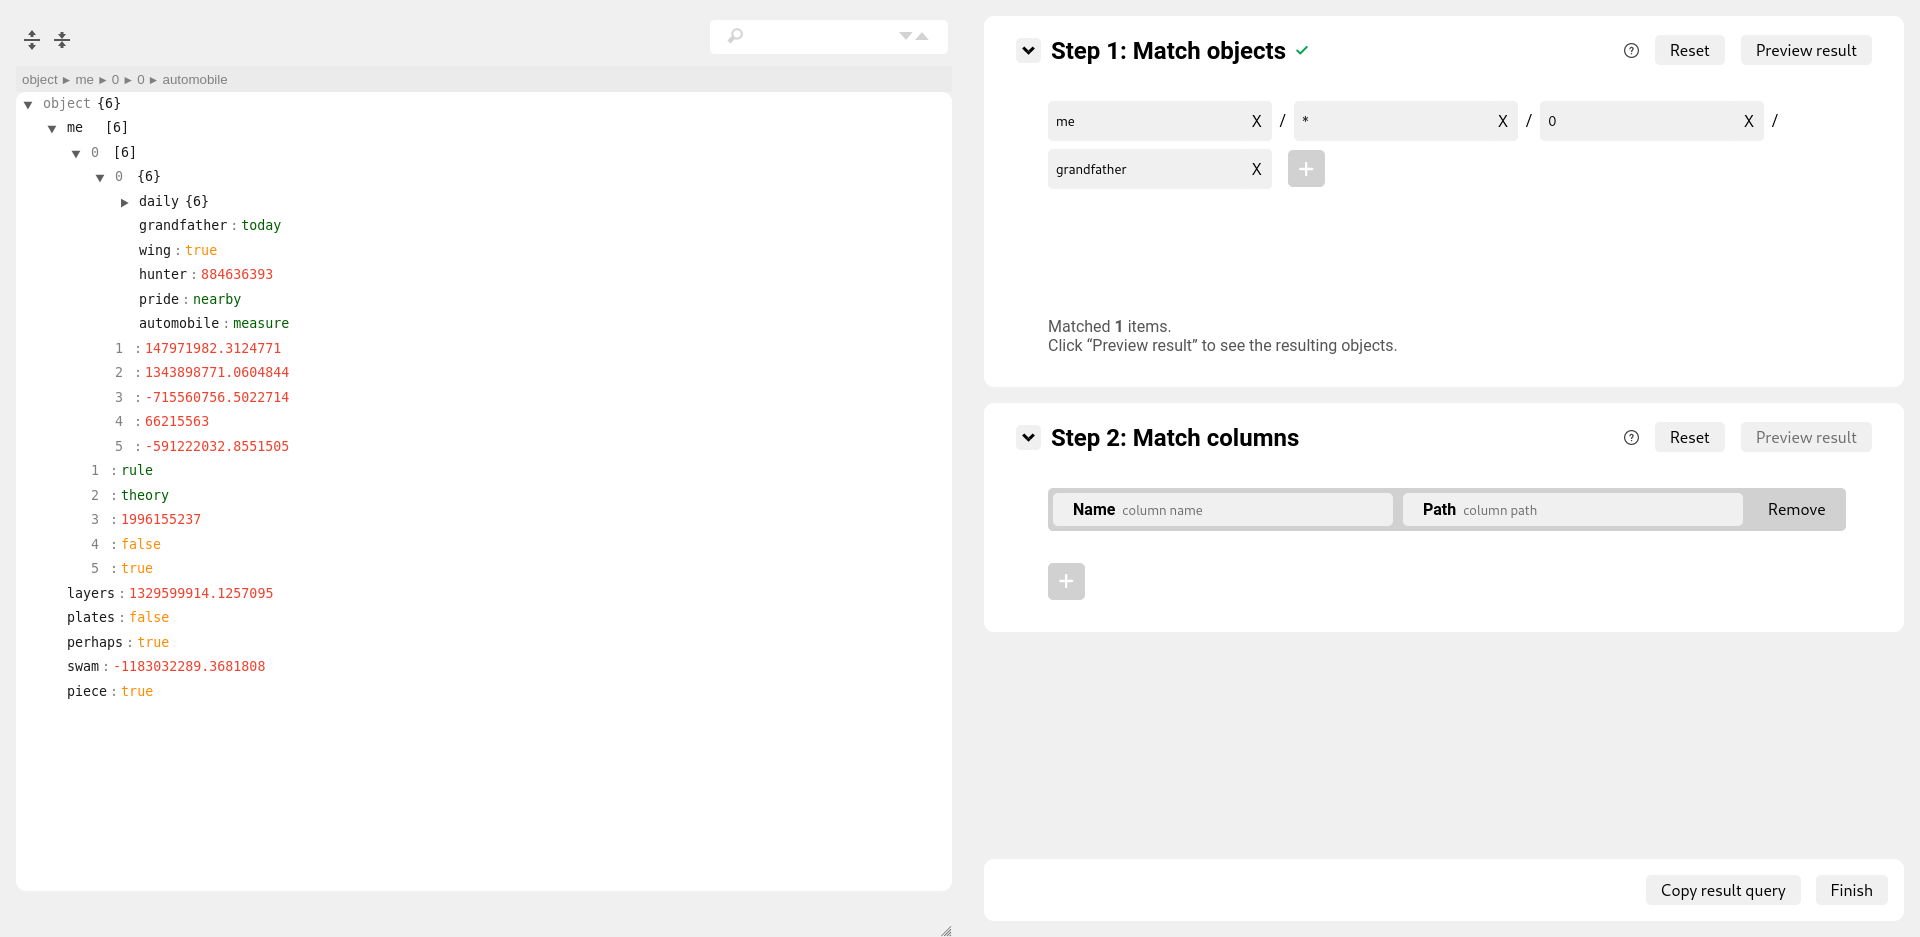 object ▸ me ▸ 0 ▸ 0 ▸ automobile
object {6}
me [6]
0 [6]
0 {6}
daily {6}
grandfather : today
wing : true
hunter : 884636393
pride : nearby
automobile : measure
1 : 147971982.3124771
2 : 1343898771.0604844
3 : -715560756.5022714
4 : 66215563
5 : -591222032.8551505
1 : rule
2 : theory
3 : 1996155237
4 : false
5 : true
layers : 1329599914.1257095
plates : false
perhaps : true
swam : -1183032289.3681808
piece : true
Step 1: Match objects
Reset
Preview result
me X / * X / 0 X /
grandfather X
Matched 1 items.
Click “Preview result” to see the resulting objects.
Step 2: Match columns
Reset
Preview result
Name column name Path column path Remove
Copy result query
Finish